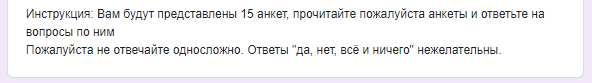 Инструкция: Вам будут представлены 15 анкет, прочитайте пожалуйста анкеты и ответьте на
вопросы по ним
Пожалуйста не отвечайте односложно. Ответы "да, нет, всё и ничего" нежелательны.